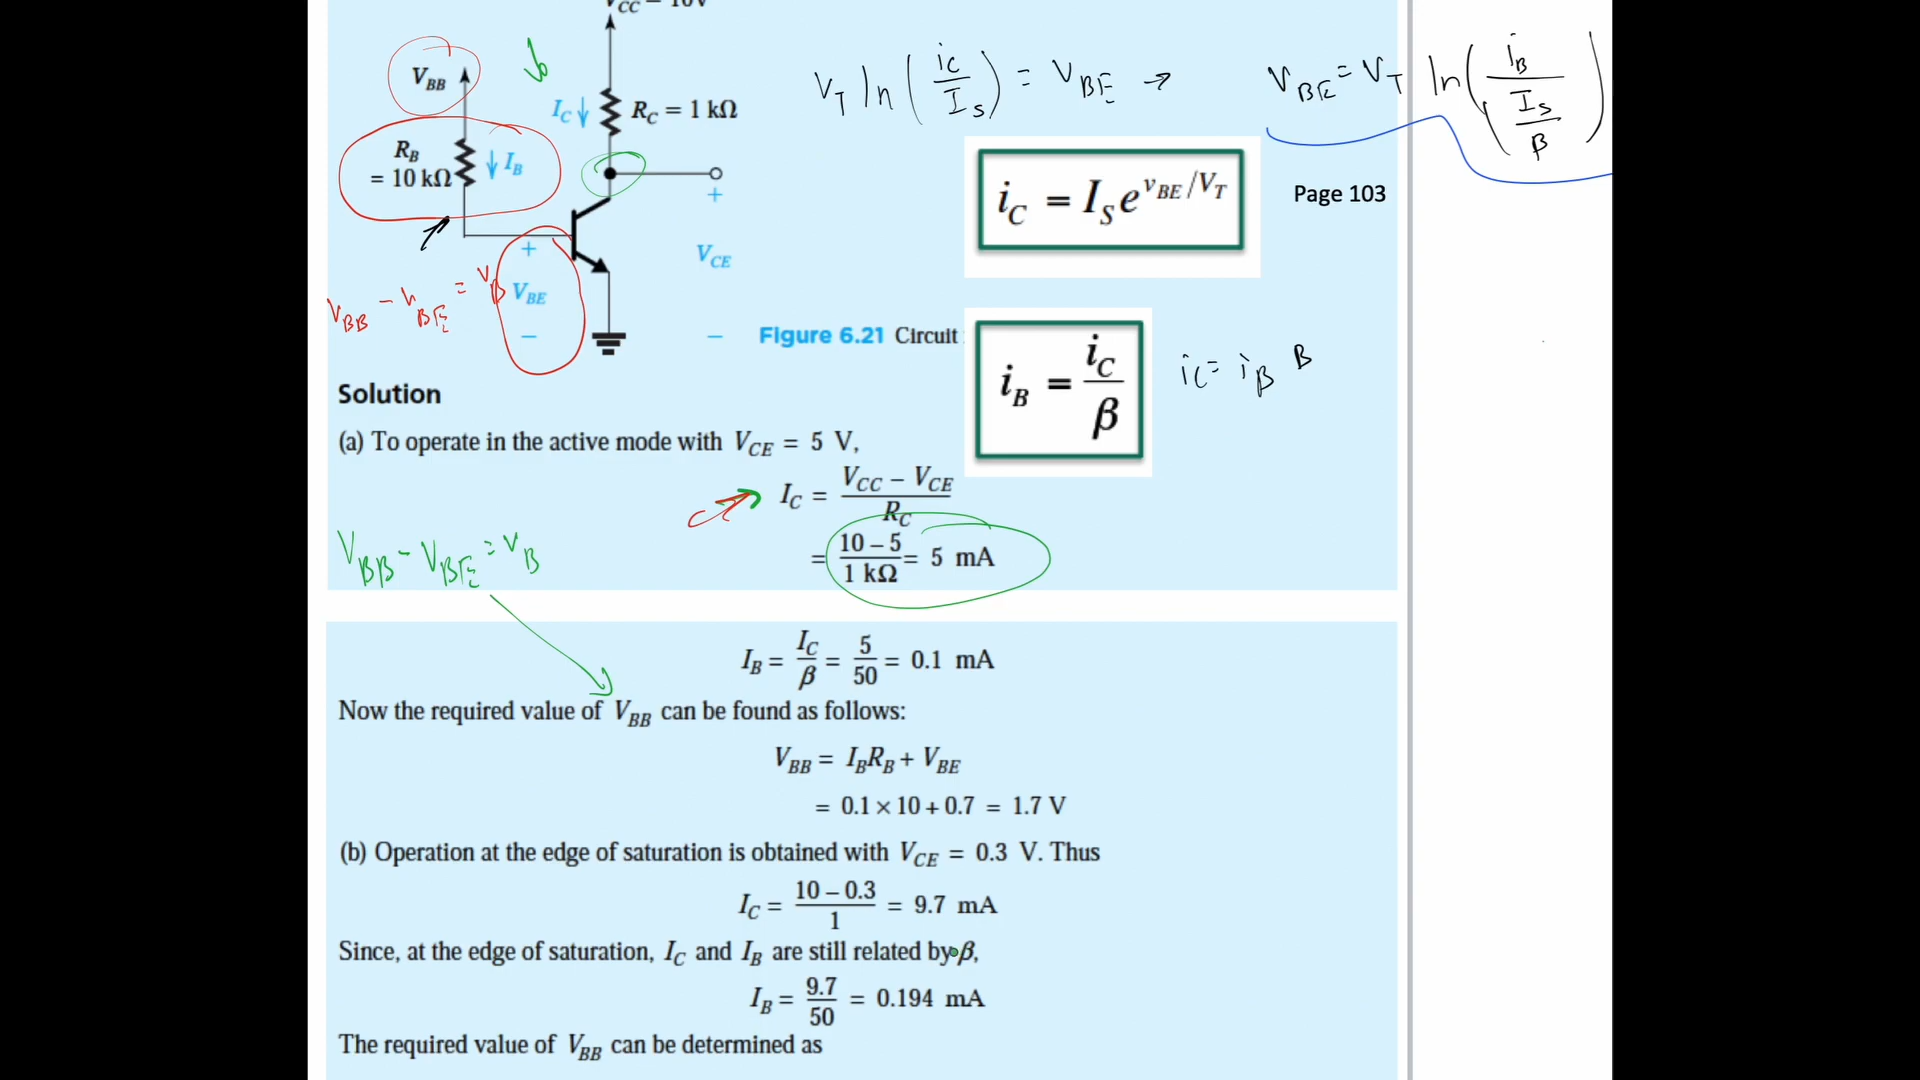 V_CC = 10V
V_BB
I_C ↓ R_C = 1 kΩ
R_B
= 10 kΩ ↓ I_B
+
V_BE
−
+
V_CE
−
V_T ln ( i_C / I_S ) = V_BE → V_BE = V_T ln ( i_B / ( I_S / β ) )
i_C = I_S e^{v_BE / V_T} Page 103
V_BB − V_BE = V_B
Figure 6.21 Circuit
i_B = i_C / β i_C = i_B β
Solution
(a) To operate in the active mode with V_CE = 5 V,
I_C = (V_CC − V_CE) / R_C
= (10 − 5) / 1 kΩ = 5 mA
V_BB − V_BE = V_B
I_B = I_C / β = 5 / 50 = 0.1 mA
Now the required value of V_BB can be found as follows:
V_BB = I_B R_B + V_BE
= 0.1 × 10 + 0.7 = 1.7 V
(b) Operation at the edge of saturation is obtained with V_CE = 0.3 V. Thus
I_C = (10 − 0.3) / 1 = 9.7 mA
Since, at the edge of saturation, I_C and I_B are still related by β,
I_B = 9.7 / 50 = 0.194 mA
The required value of V_BB can be determined as